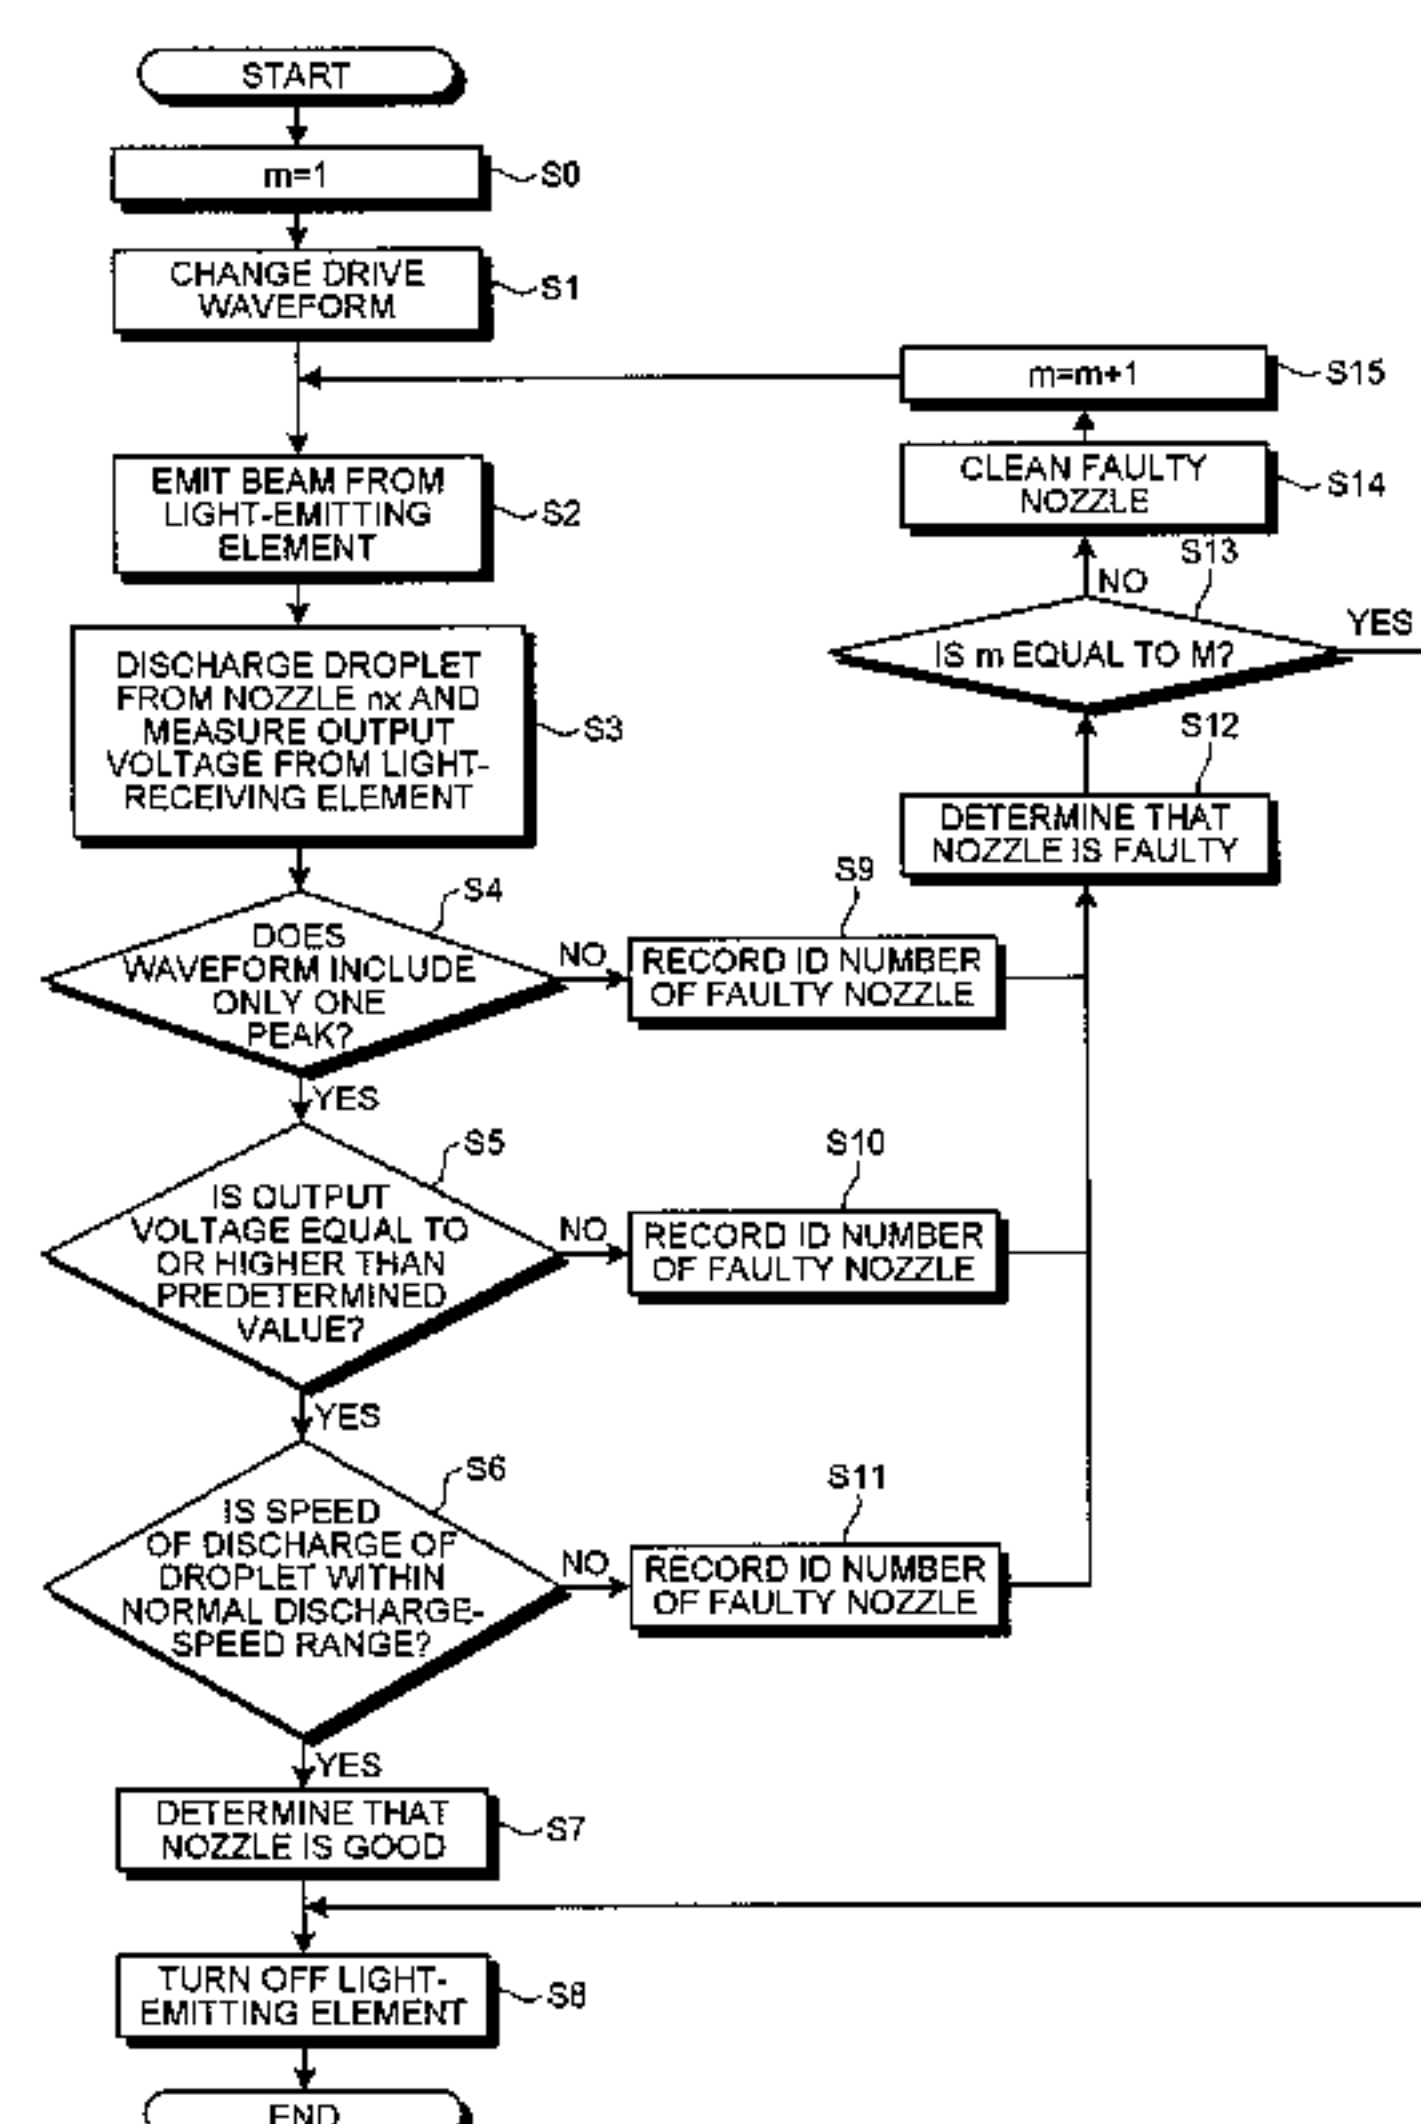 START
m=1
S0
CHANGE DRIVE
WAVEFORM
S1
m=m+1
S15
CLEAN FAULTY
NOZZLE
S14
EMIT BEAM FROM
LIGHT-EMITTING
ELEMENT
S2
S13
NO
IS m EQUAL TO M?
YES
DISCHARGE DROPLET
FROM NOZZLE nx AND
MEASURE OUTPUT
VOLTAGE FROM LIGHT-
RECEIVING ELEMENT
S3
S12
DETERMINE THAT
NOZZLE IS FAULTY
S4
DOES
WAVEFORM INCLUDE
ONLY ONE
PEAK?
NO
S9
RECORD ID NUMBER
OF FAULTY NOZZLE
YES
S5
IS OUTPUT
VOLTAGE EQUAL TO
OR HIGHER THAN
PREDETERMINED
VALUE?
NO
S10
RECORD ID NUMBER
OF FAULTY NOZZLE
YES
S6
IS SPEED
OF DISCHARGE OF
DROPLET WITHIN
NORMAL DISCHARGE-
SPEED RANGE?
NO
S11
RECORD ID NUMBER
OF FAULTY NOZZLE
YES
DETERMINE THAT
NOZZLE IS GOOD
S7
TURN OFF LIGHT-
EMITTING ELEMENT
S8
END